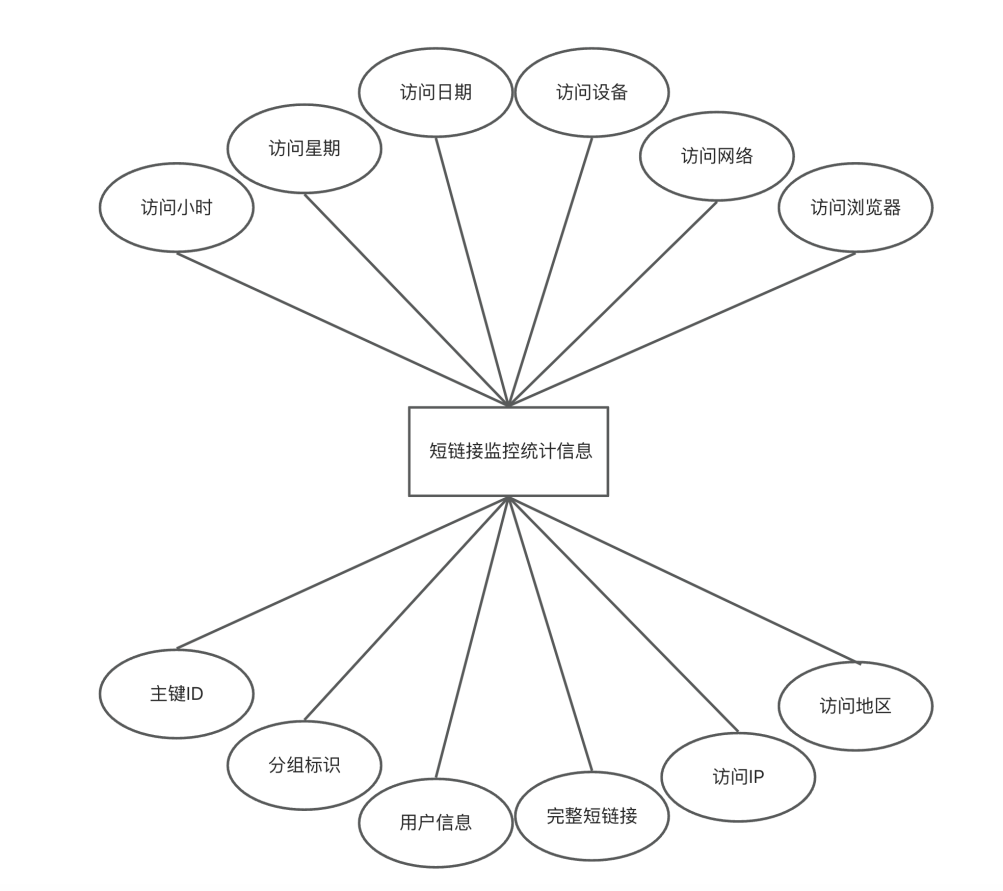 访问日期
访问设备
访问星期
访问网络
访问小时
访问浏览器
短链接监控统计信息
主键ID
访问地区
分组标识
访问IP
用户信息
完整短链接